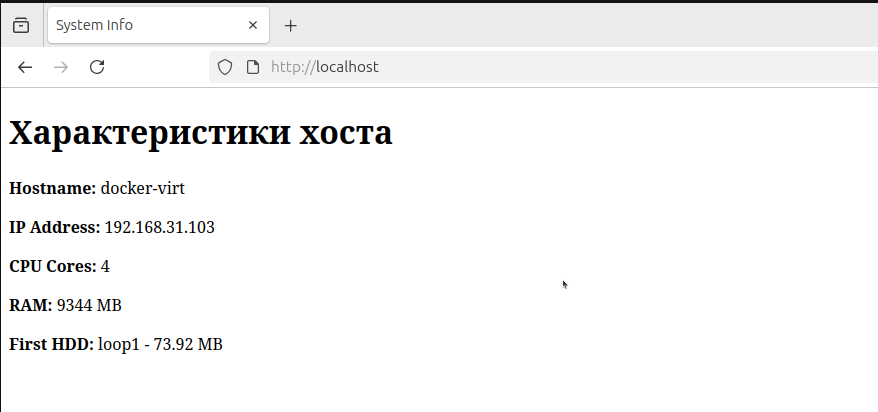 System Info
http://localhost
Характеристики хоста
Hostname: docker-virt
IP Address: 192.168.31.103
CPU Cores: 4
RAM: 9344 MB
First HDD: loop1 - 73.92 MB